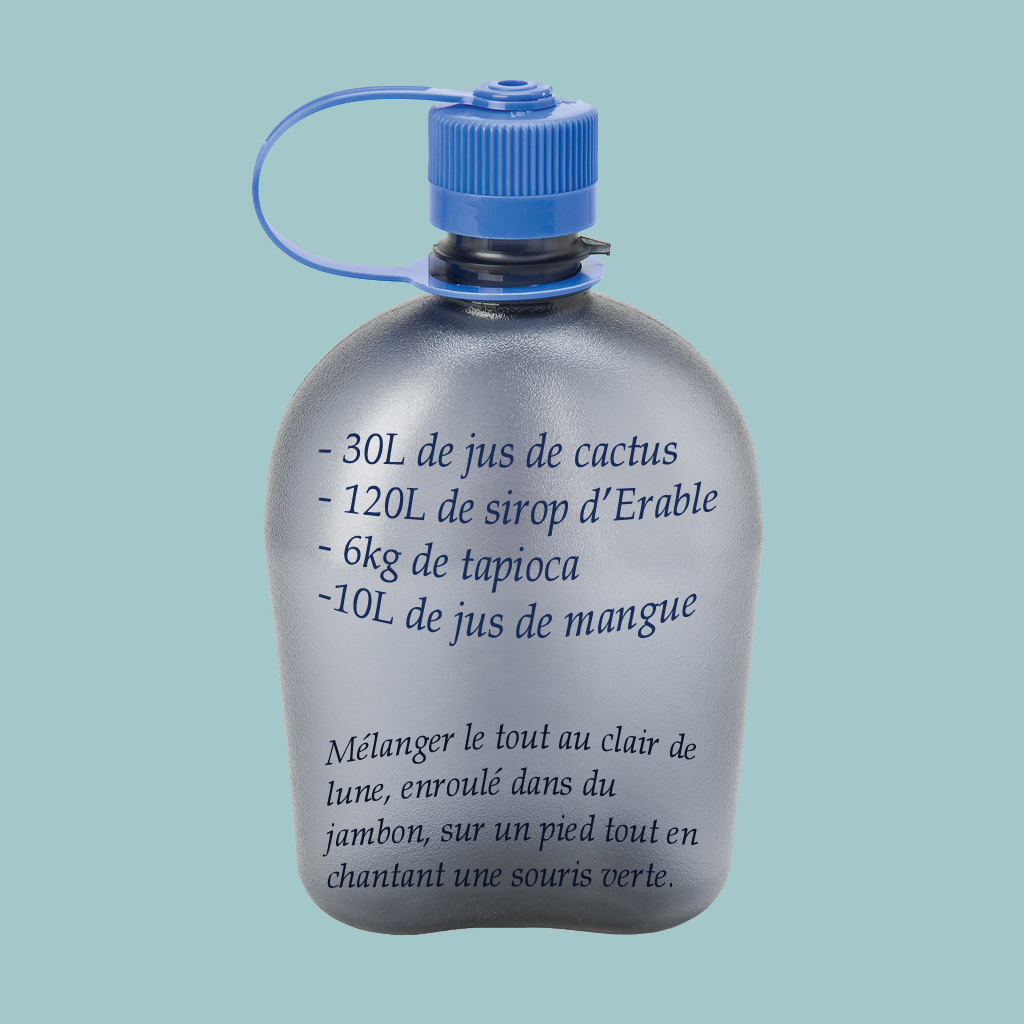 - 30L de jus de cactus
- 120L de sirop d’Erable
- 6kg de tapioca
-10L de jus de mangue
Mélanger le tout au clair de
lune, enroulé dans du
jambon, sur un pied tout en
chantant une souris verte.